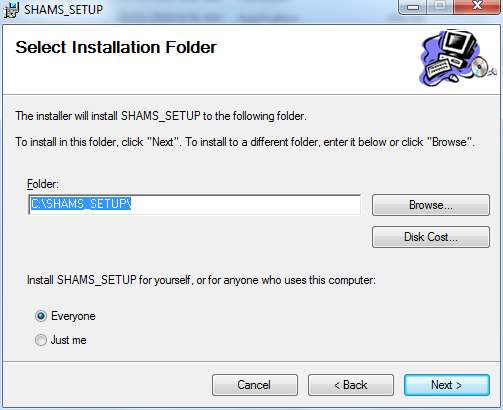 SHAMS_SETUP
Select Installation Folder
The installer will install SHAMS_SETUP to the following folder.
To install in this folder, click "Next". To install to a different folder, enter it below or click "Browse".
Folder:
C:\SHAMS_SETUP\
Browse...
Disk Cost...
Install SHAMS_SETUP for yourself, or for anyone who uses this computer:
Everyone
Just me
Cancel
< Back
Next >